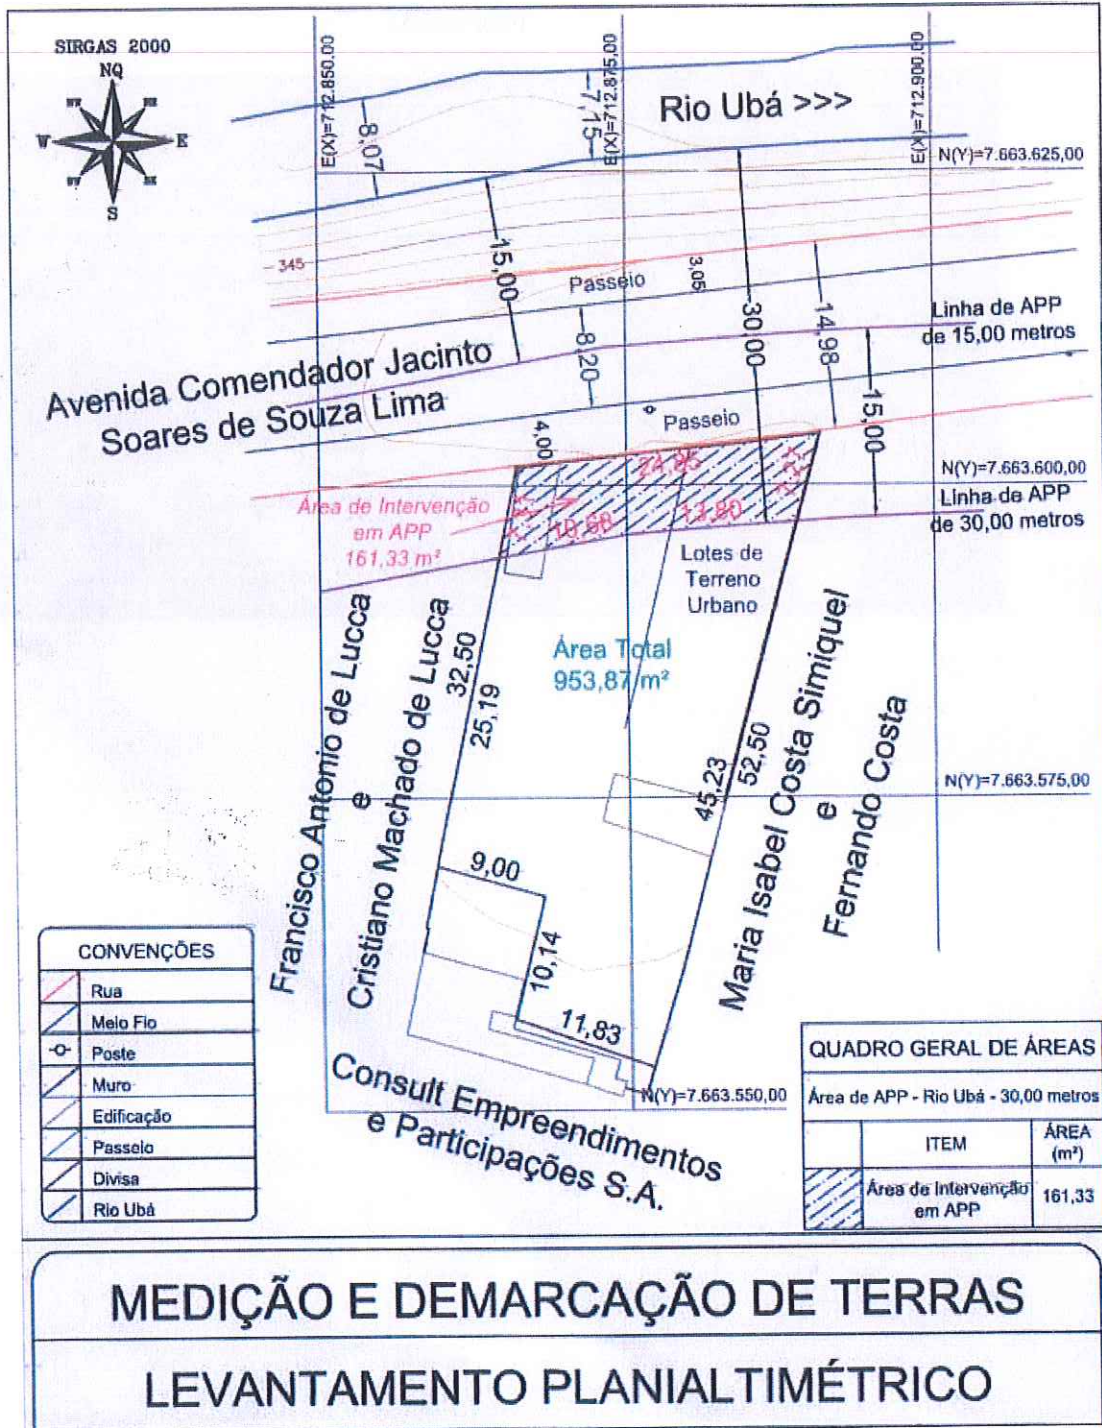 SIRGAS 2000
NQ
W
E
S
E(X)=712.850.00
E(X)=712.875.00
E(X)=712.900.00
8,07
7,15
Rio Ubá >>>
N(Y)=7.663.625,00
345
15,00
Passeio
3,05
30,00
14,98
8,20
Linha de APP
de 15,00 metros
15,00
Avenida Comendador Jacinto
Soares de Souza Lima
4,00
Passeio
24,85
N(Y)=7.663.600,00
Linha de APP
de 30,00 metros
Área de Intervenção
em APP
161,33 m²
10,68
13,80
Lotes de
Terreno
Urbano
Área Total
953,87 m²
Francisco Antonio de Lucca
e
Cristiano Machado de Lucca
32,50
25,19
45,23
52,50
Maria Isabel Costa Simiquel
e
Fernando Costa
N(Y)=7.663.575,00
9,00
10,14
11,83
Consult Empreendimentos
e Participações S.A.
N(Y)=7.663.550,00
CONVENÇÕES
Rua
Meio Fio
Poste
Muro
Edificação
Passeio
Divisa
Rio Ubá
QUADRO GERAL DE ÁREAS
Área de APP - Rio Ubá - 30,00 metros
ITEM
ÁREA
(m²)
Área de Intervenção
em APP
161,33
MEDIÇÃO E DEMARCAÇÃO DE TERRAS
LEVANTAMENTO PLANIALTIMÉTRICO